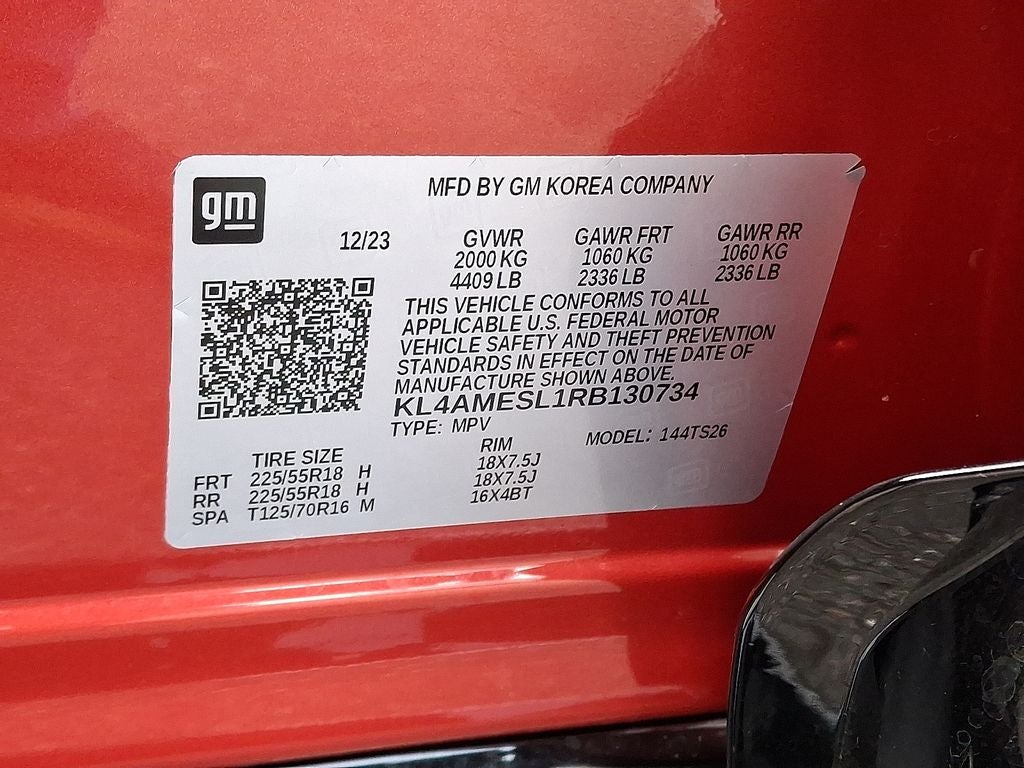 gm
MFD BY GM KOREA COMPANY
12/23 GVWR GAWR FRT GAWR RR
2000 KG 1060 KG 1060 KG
4409 LB 2336 LB 2336 LB
THIS VEHICLE CONFORMS TO ALL
APPLICABLE U.S. FEDERAL MOTOR
VEHICLE SAFETY AND THEFT PREVENTION
STANDARDS IN EFFECT ON THE DATE OF
MANUFACTURE SHOWN ABOVE.
KL4AMESL1RB130734
TYPE: MPV MODEL: 144TS26
TIRE SIZE RIM
FRT 225/55R18 H 18X7.5J
RR 225/55R18 H 18X7.5J
SPA T125/70R16 M 16X4BT